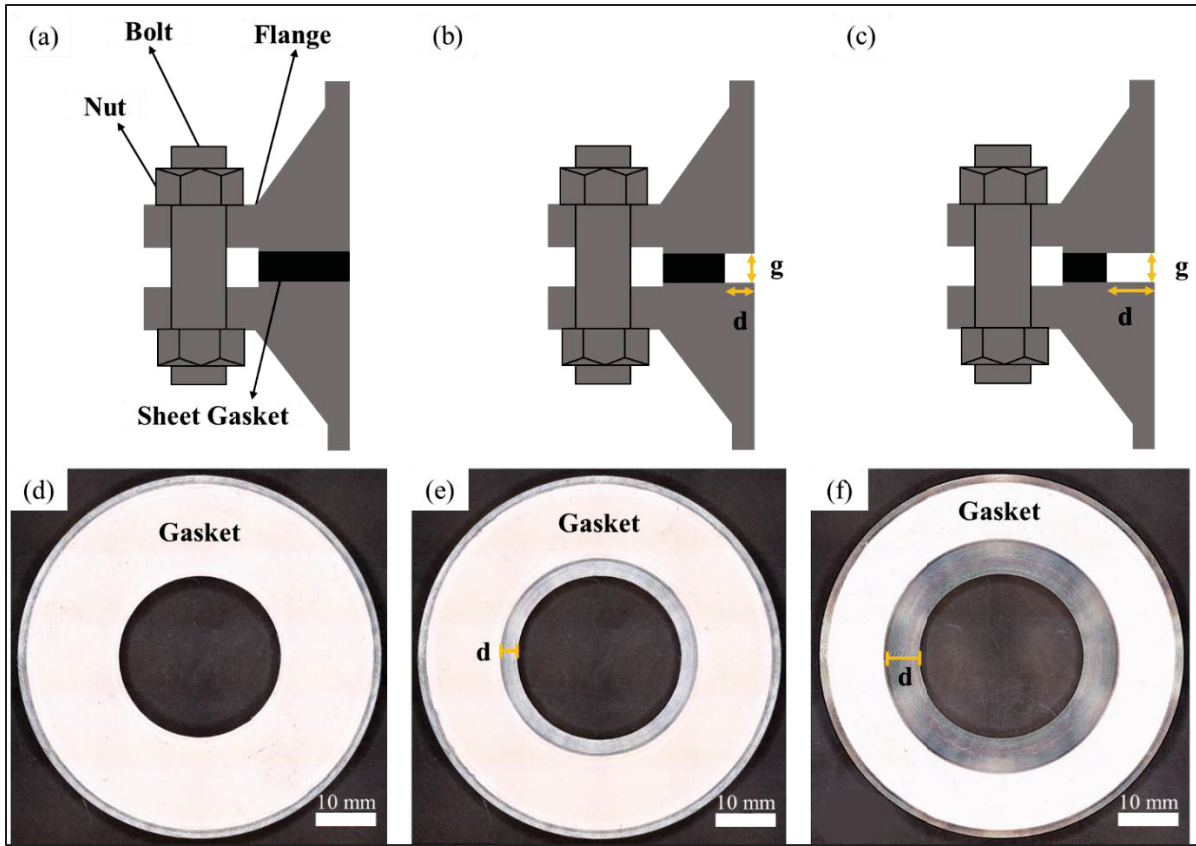 (a)
Bolt
Flange
Nut
Sheet Gasket
(b)
g
d
(c)
g
d
(d)
Gasket
10 mm
(e)
Gasket
d
10 mm
(f)
Gasket
d
10 mm